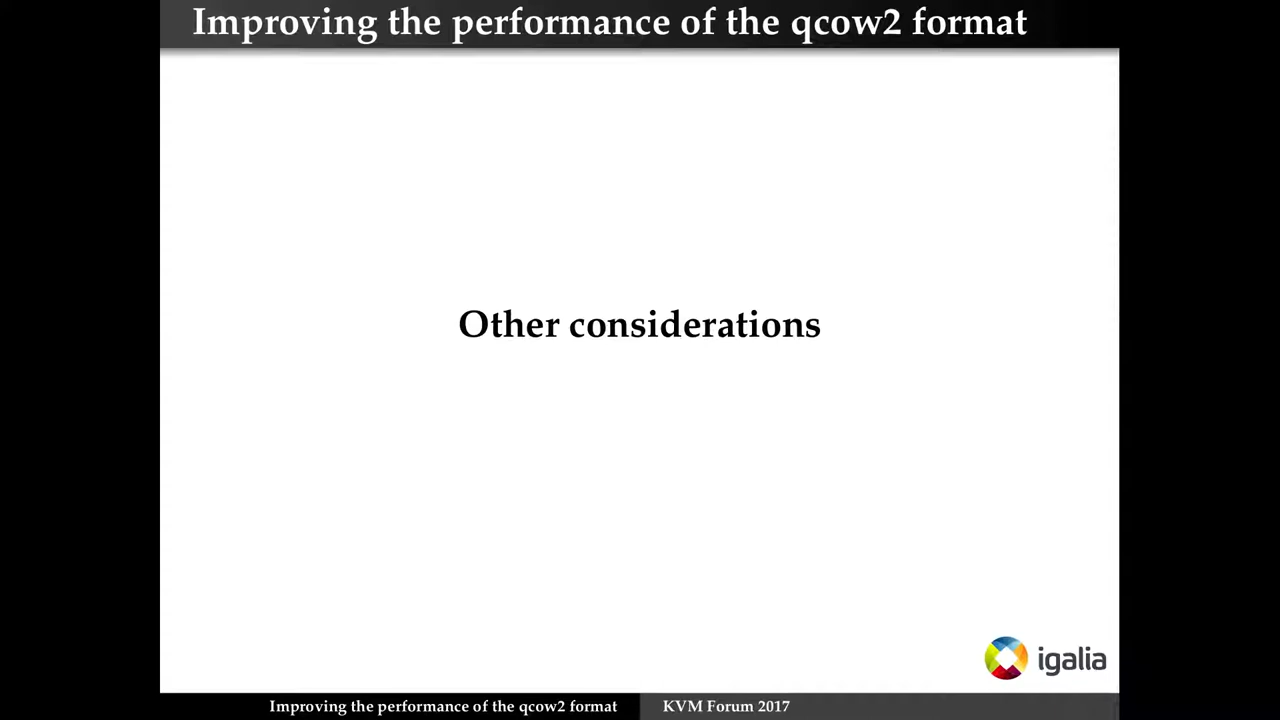 Improving the performance of the qcow2 format
Other considerations
igalia
Improving the performance of the qcow2 format
KVM Forum 2017